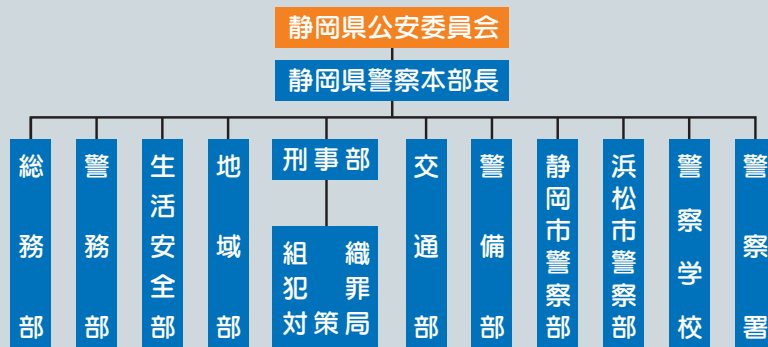 静岡県公安委員会
静岡県警察本部長
総務部
警務部
生活安全部
地域部
刑事部
組織
犯罪
対策局
交通部
警備部
静岡市警察部
浜松市警察部
警察学校
警察署